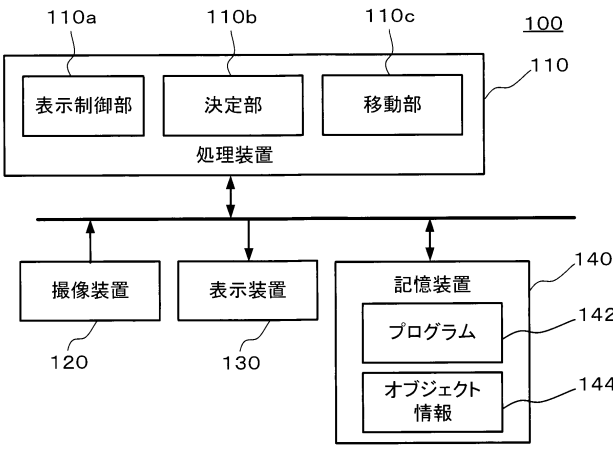 110a
110b
110c
100
110
表示制御部
決定部
移動部
処理装置
撮像装置
表示装置
記憶装置
140
プログラム
142
120
130
オブジェクト
情報
144